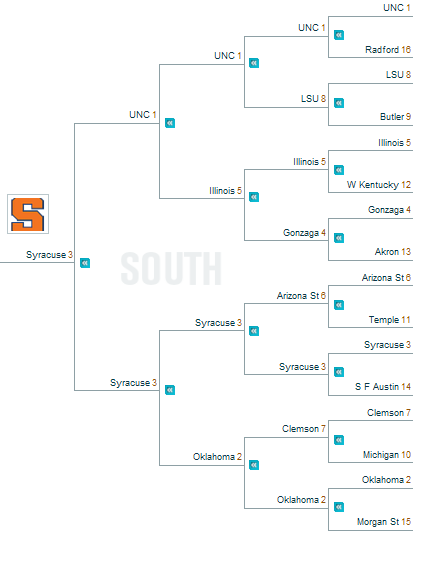 UNC 1
UNC 1
Radford 16
UNC 1
LSU 8
LSU 8
Butler 9
UNC 1
Illinois 5
Illinois 5
W Kentucky 12
Illinois 5
Gonzaga 4
Gonzaga 4
Akron 13
S
Syracuse 3
SOUTH
Arizona St 6
Arizona St 6
Temple 11
Syracuse 3
Syracuse 3
Syracuse 3
S F Austin 14
Syracuse 3
Clemson 7
Clemson 7
Michigan 10
Oklahoma 2
Oklahoma 2
Oklahoma 2
Morgan St 15